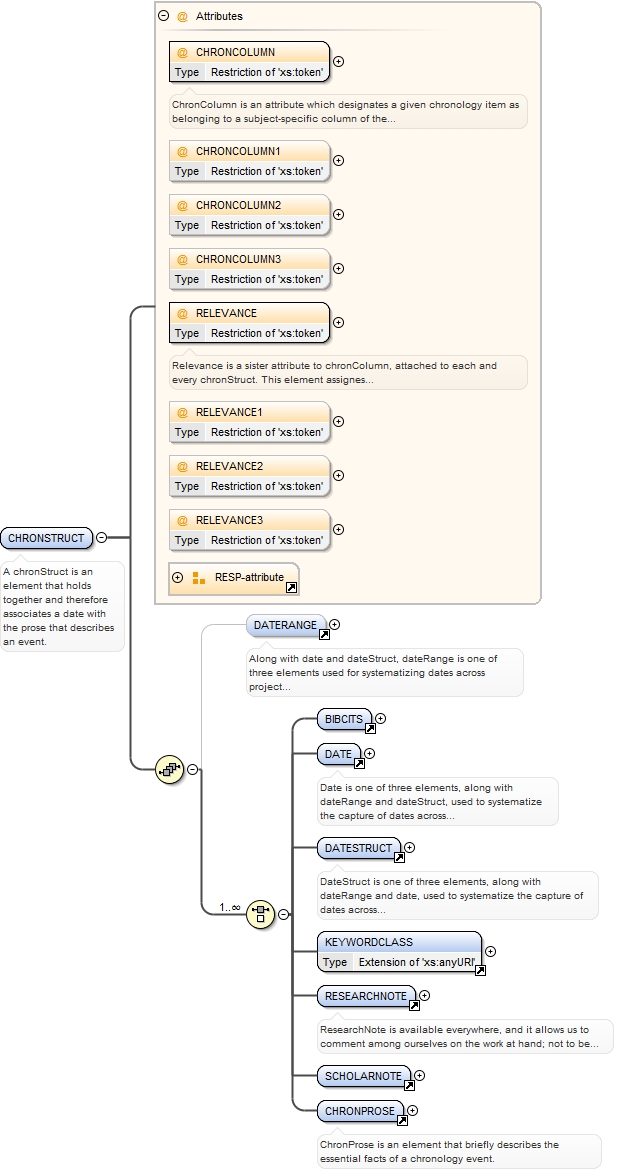 Attributes
@ CHRONCOLUMN
Type Restriction of 'xs:token'
ChronColumn is an attribute which designates a given chronology item as
belonging to a subject-specific column of the...
@ CHRONCOLUMN1
Type Restriction of 'xs:token'
@ CHRONCOLUMN2
Type Restriction of 'xs:token'
@ CHRONCOLUMN3
Type Restriction of 'xs:token'
@ RELEVANCE
Type Restriction of 'xs:token'
Relevance is a sister attribute to chronColumn, attached to each and
every chronStruct. This element assignes...
@ RELEVANCE1
Type Restriction of 'xs:token'
@ RELEVANCE2
Type Restriction of 'xs:token'
@ RELEVANCE3
Type Restriction of 'xs:token'
RESP-attribute
CHRONSTRUCT
A chronStruct is an
element that holds
together and therefore
associates a date with
the prose that describes
an event.
DATERANGE
Along with date and dateStruct, dateRange is one of
three elements used for systematizing dates across
project...
1..∞
BIBCITS
DATE
Date is one of three elements, along with
dateRange and dateStruct, used to systematize
the capture of dates across...
DATESTRUCT
DateStruct is one of three elements, along with
dateRange and date, used to systematize the capture of
dates across...
KEYWORDCLASS
Type Extension of 'xs:anyURI'
RESEARCHNOTE
ResearchNote is available everywhere, and it allows us to
comment among ourselves on the work at hand; not to be...
SCHOLARNOTE
CHRONPROSE
ChronProse is an element that briefly describes the
essential facts of a chronology event.